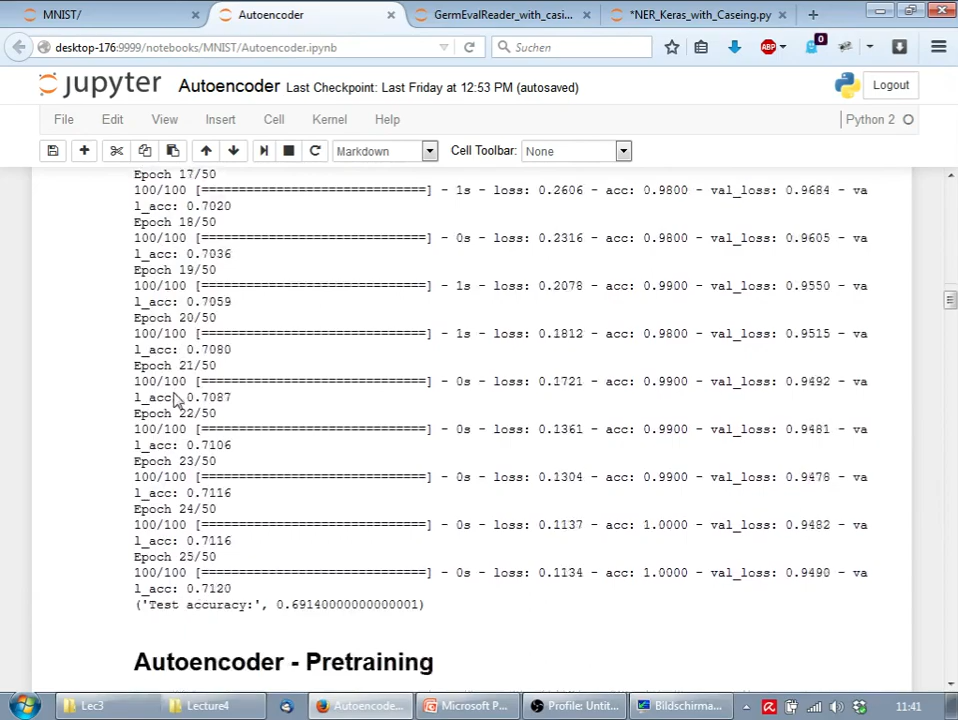 MNIST/
Autoencoder
GermEvalReader_with_casi...
*NER_Keras_with_Caseing.py
desktop-176:9999/notebooks/MNIST/Autoencoder.ipynb
Suchen
ABP
0
jupyter Autoencoder Last Checkpoint: Last Friday at 12:53 PM (autosaved)
Logout
File Edit View Insert Cell Kernel Help
Python 2
Markdown
Cell Toolbar: None
Epoch 17/50
100/100 [==============================] - 1s - loss: 0.2606 - acc: 0.9800 - val_loss: 0.9684 - va
l_acc: 0.7020
Epoch 18/50
100/100 [==============================] - 0s - loss: 0.2316 - acc: 0.9800 - val_loss: 0.9605 - va
l_acc: 0.7036
Epoch 19/50
100/100 [==============================] - 1s - loss: 0.2078 - acc: 0.9900 - val_loss: 0.9550 - va
l_acc: 0.7059
Epoch 20/50
100/100 [==============================] - 1s - loss: 0.1812 - acc: 0.9800 - val_loss: 0.9515 - va
l_acc: 0.7080
Epoch 21/50
100/100 [==============================] - 0s - loss: 0.1721 - acc: 0.9900 - val_loss: 0.9492 - va
l_acc: 0.7087
Epoch 22/50
100/100 [==============================] - 0s - loss: 0.1361 - acc: 0.9900 - val_loss: 0.9481 - va
l_acc: 0.7106
Epoch 23/50
100/100 [==============================] - 0s - loss: 0.1304 - acc: 0.9900 - val_loss: 0.9478 - va
l_acc: 0.7116
Epoch 24/50
100/100 [==============================] - 0s - loss: 0.1137 - acc: 1.0000 - val_loss: 0.9482 - va
l_acc: 0.7116
Epoch 25/50
100/100 [==============================] - 0s - loss: 0.1134 - acc: 1.0000 - val_loss: 0.9490 - va
l_acc: 0.7120
('Test accuracy:', 0.69140000000000001)
Autoencoder - Pretraining
Lec3
Lecture4
Autoencode...
Microsoft P...
Profile: Untit...
Bildschirma...
11:41